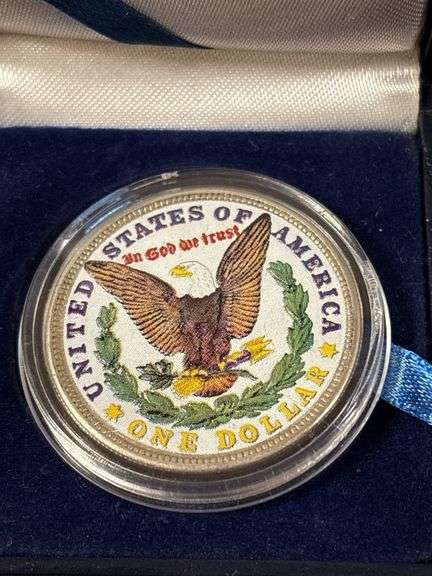 UNITED STATES OF AMERICA
In God we trust
ONE DOLLAR